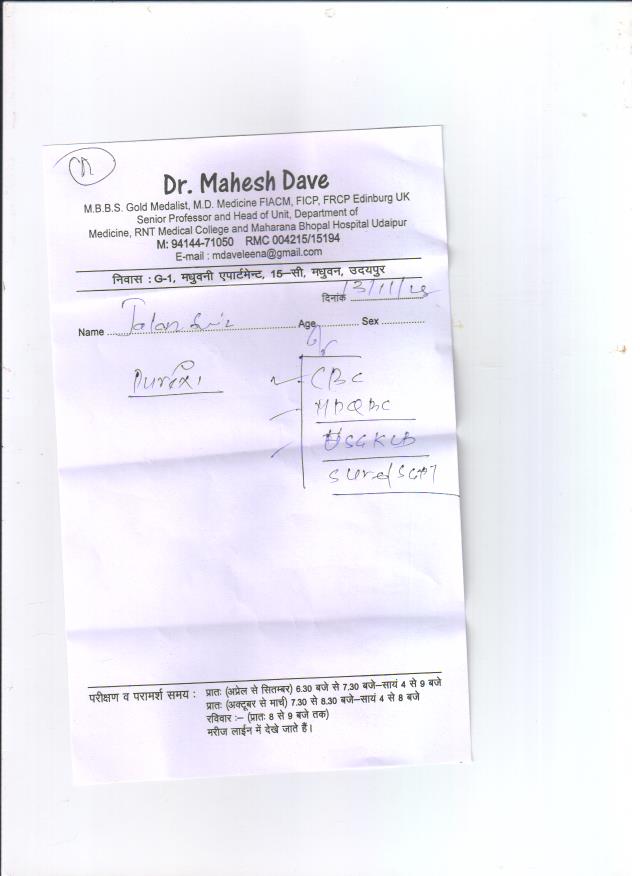 Dr. Mahesh Dave
M.B.B.S. Gold Medalist, M.D. Medicine FIACM, FICP, FRCP Edinburg UK
Senior Professor and Head of Unit, Department of
Medicine, RNT Medical College and Maharana Bhopal Hospital Udaipur
M: 94144-71050 RMC 004215/15194
E-mail : mdaveleena@gmail.com
निवास : G-1, मधुवनी एपार्टमेन्ट, 15–सी, मधुवन, उदयपुर
दिनांक 13/11/
Name Age Sex
CBC
USG KUB
S Urea/SGPT
परीक्षण व परामर्श समय : प्रातः (अप्रेल से सितम्बर) 6.30 बजे से 7.30 बजे–सायं 4 से 9 बजे
प्रातः (अक्टूबर से मार्च) 7.30 से 8.30 बजे–सायं 4 से 8 बजे
रविवार :– (प्रातः 8 से 9 बजे तक)
मरीज लाईन में देखे जाते हैं।